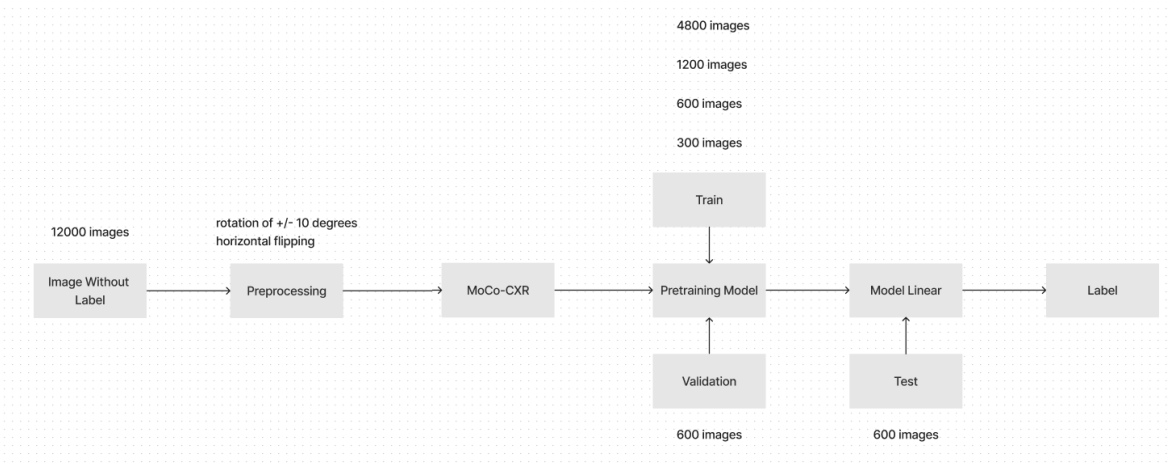 4800 images
1200 images
600 images
300 images
Train
12000 images
rotation of +/- 10 degrees
horizontal flipping
Image Without
Label
Preprocessing
MoCo-CXR
Pretraining Model
Model Linear
Label
Validation
Test
600 images
600 images